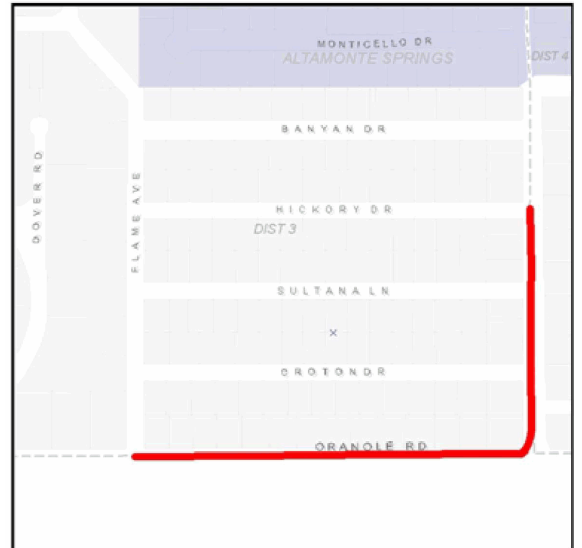 MONTICELLO DR
ALTAMONTE SPRINGS
DIST 4
BANYAN DR
DOVER RD
FLAME AVE
HICKORY DR
DIST 3
SULTANA LN
CROTON DR
ORANOLE RD